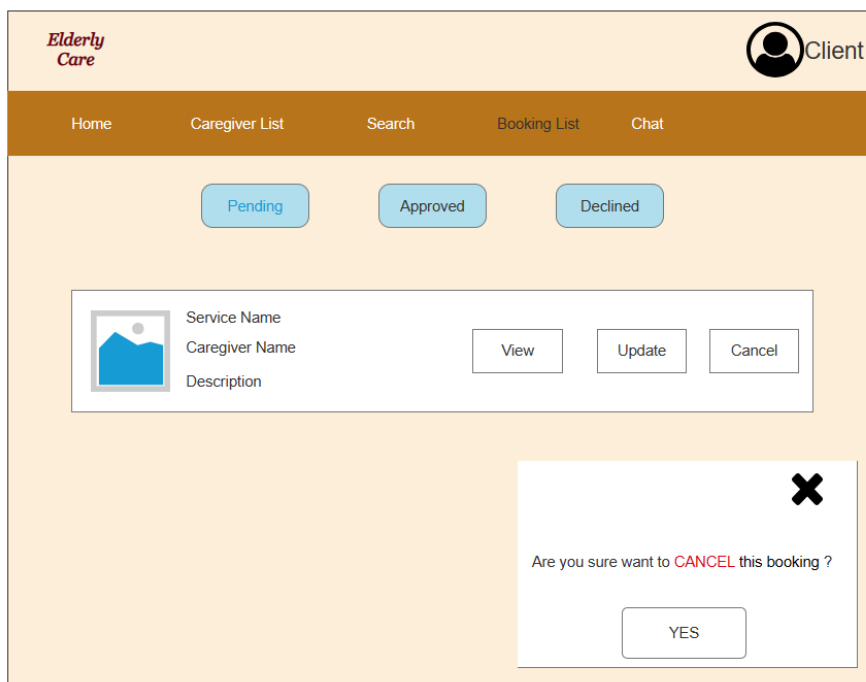 Elderly
Care
Client
Home Caregiver List Search Booking List Chat
Pending Approved Declined
Service Name
Caregiver Name
Description
View Update Cancel
Are you sure want to CANCEL this booking ?
YES